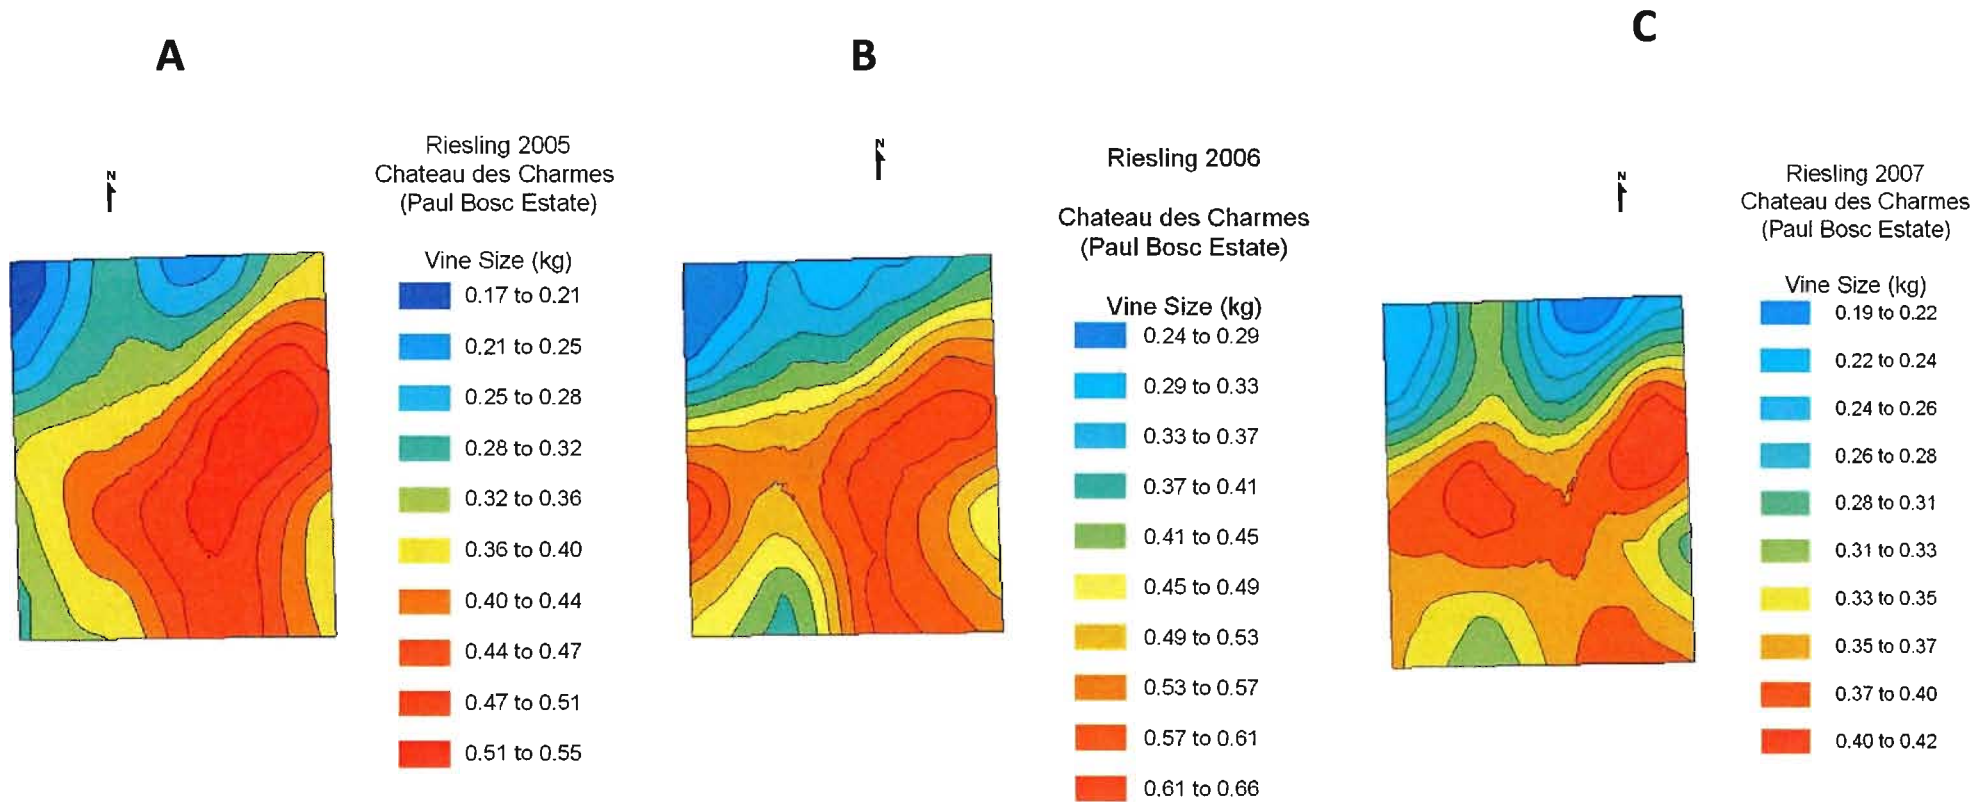 A
N
Riesling 2005
Chateau des Charmes
(Paul Bosc Estate)
Vine Size (kg)
0.17 to 0.21
0.21 to 0.25
0.25 to 0.28
0.28 to 0.32
0.32 to 0.36
0.36 to 0.40
0.40 to 0.44
0.44 to 0.47
0.47 to 0.51
0.51 to 0.55
B
N
Riesling 2006
Chateau des Charmes
(Paul Bosc Estate)
Vine Size (kg)
0.24 to 0.29
0.29 to 0.33
0.33 to 0.37
0.37 to 0.41
0.41 to 0.45
0.45 to 0.49
0.49 to 0.53
0.53 to 0.57
0.57 to 0.61
0.61 to 0.66
C
N
Riesling 2007
Chateau des Charmes
(Paul Bosc Estate)
Vine Size (kg)
0.19 to 0.22
0.22 to 0.24
0.24 to 0.26
0.26 to 0.28
0.28 to 0.31
0.31 to 0.33
0.33 to 0.35
0.35 to 0.37
0.37 to 0.40
0.40 to 0.42